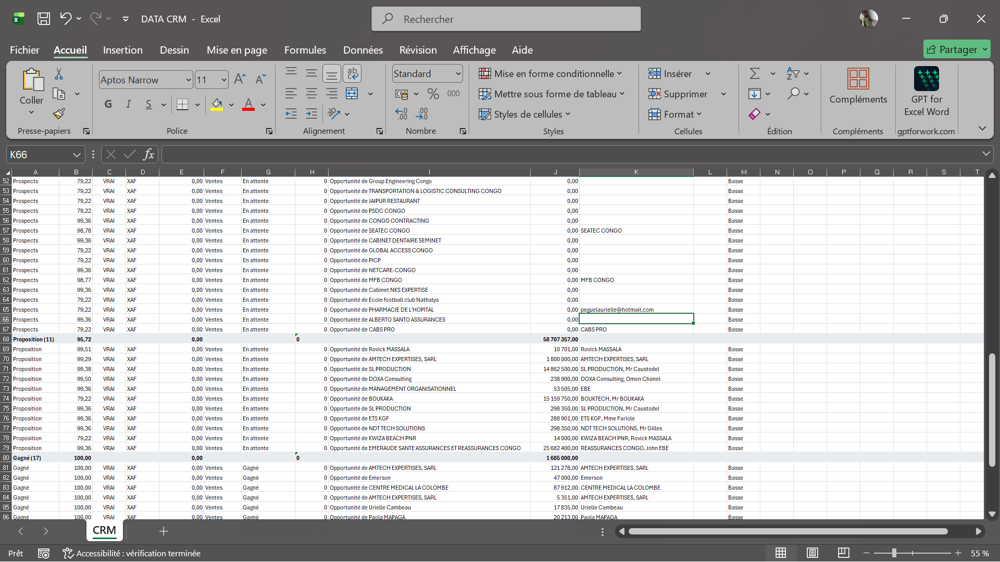 DATA CRM - Excel
Rechercher
Fichier Accueil Insertion Dessin Mise en page Formules Données Révision Affichage Aide Partager
Coller
Presse-papiers
Aptos Narrow 11
G I S
Police
ab
Alignement
Standard
% 000
Nombre
Mise en forme conditionnelle
Mettre sous forme de tableau
Styles de cellules
Styles
Insérer
Supprimer
Format
Cellules
Édition
Compléments
Compléments
GPT for
Excel Word
gptforwork.com
K66 fx
A B C D E F G H I J K L M N O P Q R S T
52 Prospects 79,22 VRAI XAF 0,00 Ventes En attente 0 Opportunité de Group Engineering Congo 0,00 Basse
53 Prospects 79,22 VRAI XAF 0,00 Ventes En attente 0 Opportunité de TRANSPORTATION & LOGISTIC CONSULTING CONGO 0,00 Basse
54 Prospects 79,22 VRAI XAF 0,00 Ventes En attente 0 Opportunité de JAIPUR RESTAURANT 0,00 Basse
55 Prospects 79,22 VRAI XAF 0,00 Ventes En attente 0 Opportunité de PSDC CONGO 0,00 Basse
56 Prospects 99,36 VRAI XAF 0,00 Ventes En attente 0 Opportunité de CONGO CONTRACTING 0,00 Basse
57 Prospects 98,78 VRAI XAF 0,00 Ventes En attente 0 Opportunité de SEATEC CONGO 0,00 SEATEC CONGO Basse
58 Prospects 99,36 VRAI XAF 0,00 Ventes En attente 0 Opportunité de CABINET DENTAIRE SEMINET 0,00 Basse
59 Prospects 79,22 VRAI XAF 0,00 Ventes En attente 0 Opportunité de GLOBAL ACCESS CONGO 0,00 Basse
60 Prospects 79,22 VRAI XAF 0,00 Ventes En attente 0 Opportunité de PICP 0,00 Basse
61 Prospects 99,36 VRAI XAF 0,00 Ventes En attente 0 Opportunité de NETCARE-CONGO 0,00 Basse
62 Prospects 98,77 VRAI XAF 0,00 Ventes En attente 0 Opportunité de MFB CONGO 0,00 MFB CONGO Basse
63 Prospects 99,36 VRAI XAF 0,00 Ventes En attente 0 Opportunité de Cabinet NKS EXPERTISE 0,00 Basse
64 Prospects 79,22 VRAI XAF 0,00 Ventes En attente 0 Opportunité de Ecole football club Nathalys 0,00 Basse
65 Prospects 79,22 VRAI XAF 0,00 Ventes En attente 0 Opportunité de PHARMACIE DE L'HOPITAL 0,00 peguelaurielle@hotmail.com Basse
66 Prospects 99,36 VRAI XAF 0,00 Ventes En attente 0 Opportunité de ALBERTO SANTO ASSURANCES 0,00 Basse
67 Prospects 79,22 VRAI XAF 0,00 Ventes En attente 0 Opportunité de CABS PRO 0,00 CABS PRO Basse
68 Proposition (11) 95,72 0,00 0 58 707 357,00
69 Proposition 99,51 VRAI XAF 0,00 Ventes En attente 0 Opportunité de Rovick MASSALA 10 701,00 Rovick MASSALA Basse
70 Proposition 99,29 VRAI XAF 0,00 Ventes En attente 0 Opportunité de AMTECH EXPERTISES, SARL 1 800 000,00 AMTECH EXPERTISES, SARL Basse
71 Proposition 99,38 VRAI XAF 0,00 Ventes En attente 0 Opportunité de SL PRODUCTION 14 862 500,00 SL PRODUCTION, Mr Caustodel Basse
72 Proposition 99,50 VRAI XAF 0,00 Ventes En attente 0 Opportunité de DOXA Consulting 238 900,00 DOXA Consulting, Omen Chanel Basse
73 Proposition 99,36 VRAI XAF 0,00 Ventes En attente 0 Opportunité de MANAGEMENT ORGANISATIONNEL 53 505,00 EBE Basse
74 Proposition 79,22 VRAI XAF 0,00 Ventes En attente 0 Opportunité de BOUKAKA 15 159 750,00 BOUKTECH, Mr BOUKAKA Basse
75 Proposition 99,36 VRAI XAF 0,00 Ventes En attente 0 Opportunité de SL PRODUCTION 298 350,00 SL PRODUCTION, Mr Caustodel Basse
76 Proposition 99,36 VRAI XAF 0,00 Ventes En attente 0 Opportunité de ETS KGF 288 901,00 ETS KGF, Mme Fariole Basse
77 Proposition 99,36 VRAI XAF 0,00 Ventes En attente 0 Opportunité de NDT TECH SOLUTIONS 298 350,00 NDT TECH SOLUTIONS, Mr Gilles Basse
78 Proposition 79,22 VRAI XAF 0,00 Ventes En attente 0 Opportunité de KWIZA BEACH PNR 14 000,00 KWIZA BEACH PNR, Rovick MASSALA Basse
79 Proposition 99,36 VRAI XAF 0,00 Ventes En attente 0 Opportunité de EMERAUDE SANTE ASSURANCES ET REASSURANCES CONGO 25 682 400,00 REASSURANCES CONGO, John EBE Basse
80 Gagné (17) 100,00 0,00 0 1 685 000,00
81 Gagné 100,00 VRAI XAF 0,00 Ventes Gagné 0 Opportunité de AMTECH EXPERTISES, SARL 121 278,00 AMTECH EXPERTISES, SARL Basse
82 Gagné 100,00 VRAI XAF 0,00 Ventes Gagné 0 Opportunité de Emerson 47 000,00 Emerson Basse
83 Gagné 100,00 VRAI XAF 0,00 Ventes Gagné 0 Opportunité de CENTRE MEDICAL LA COLOMBE 87 912,00 CENTRE MEDICAL LA COLOMBE Basse
84 Gagné 100,00 VRAI XAF 0,00 Ventes Gagné 0 Opportunité de AMTECH EXPERTISES, SARL 5 351,00 AMTECH EXPERTISES, SARL Basse
85 Gagné 100,00 VRAI XAF 0,00 Ventes Gagné 0 Opportunité de Urielle Cambeau 17 835,00 Urielle Cambeau Basse
86 Gagné 100,00 VRAI XAF 0,00 Ventes Gagné 0 Opportunité de Paola MAPAGA 20 213,00 Paola MAPAGA Basse
CRM
Prêt Accessibilité : vérification terminée 55 %